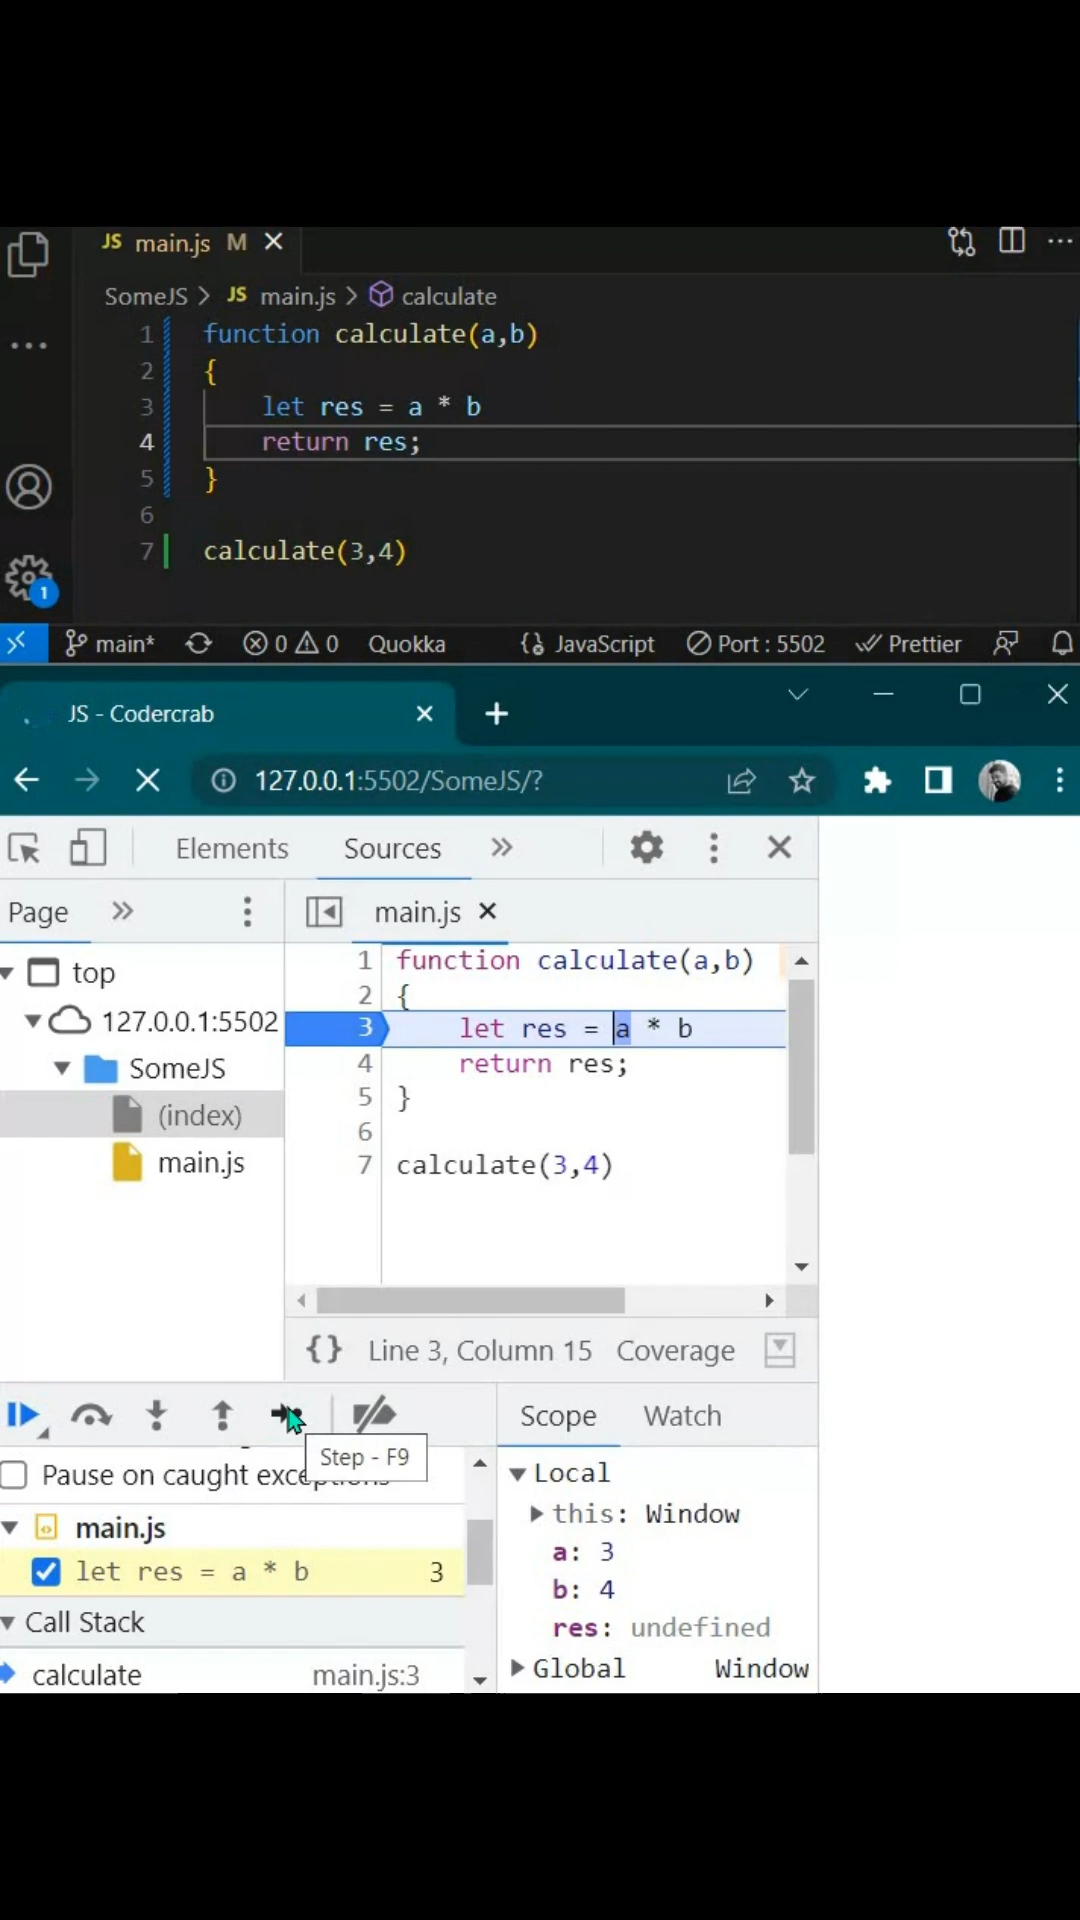 JS main.js M
SomeJS > JS main.js > calculate
1 function calculate(a,b)
2 {
3 let res = a * b
4 return res;
5 }
6
7 calculate(3,4)
1
main* 0 0 Quokka JavaScript Port : 5502 Prettier
JS - Codercrab
127.0.0.1:5502/SomeJS/?
Elements Sources
Page
main.js
top
127.0.0.1:5502
SomeJS
(index)
main.js
1 function calculate(a,b)
2 {
3 let res = a * b
4 return res;
5 }
6
7 calculate(3,4)
{} Line 3, Column 15 Coverage
Step - F9
Pause on caught exceptions
main.js
let res = a * b 3
Call Stack
calculate main.js:3
Scope Watch
Local
this: Window
a: 3
b: 4
res: undefined
Global Window